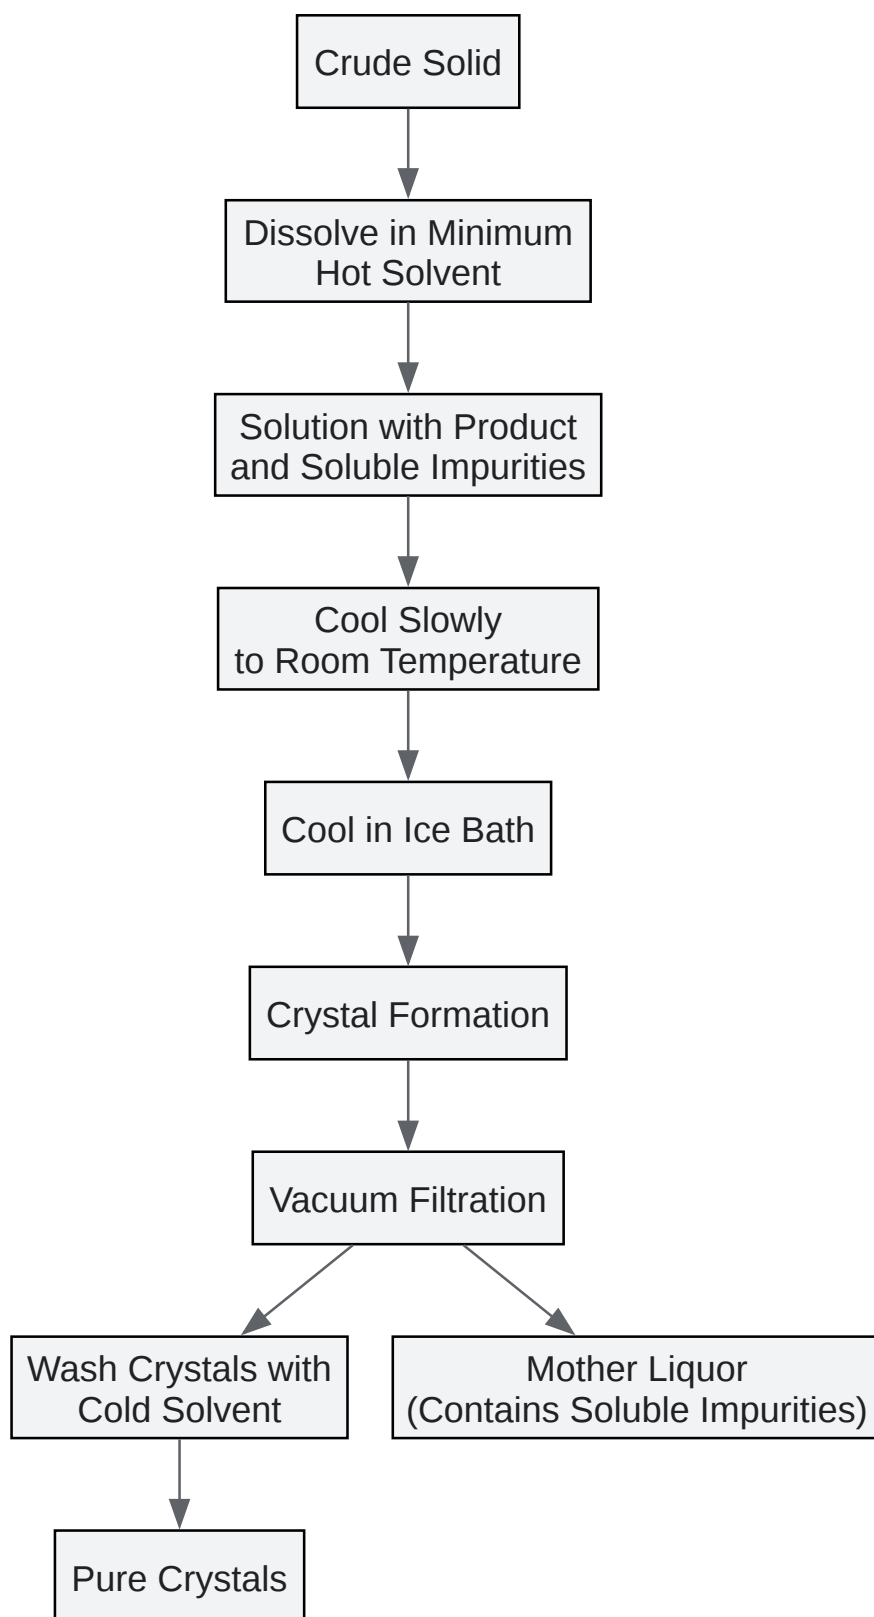 Crude Solid
Dissolve in Minimum
Hot Solvent
Solution with Product
and Soluble Impurities
Cool Slowly
to Room Temperature
Cool in Ice Bath
Crystal Formation
Vacuum Filtration
Wash Crystals with
Cold Solvent
Mother Liquor
(Contains Soluble Impurities)
Pure Crystals